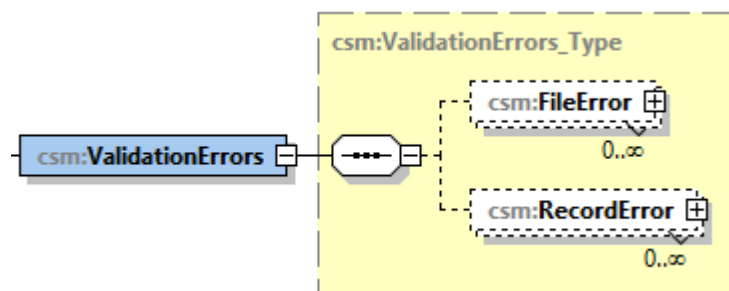 csm:ValidationErrors_Type
csm:FileError
0..∞
csm:ValidationErrors
csm:RecordError
0..∞